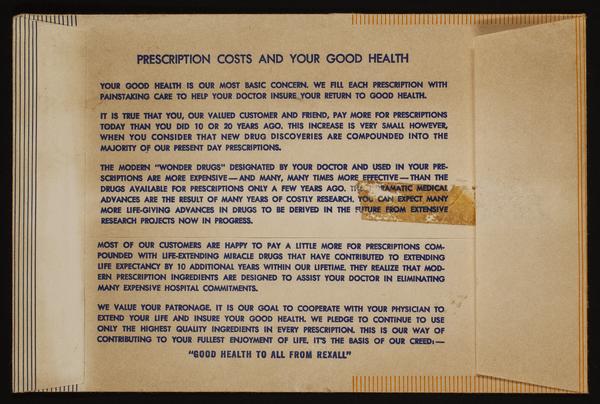 PRESCRIPTION COSTS AND YOUR GOOD HEALTH
YOUR GOOD HEALTH IS OUR MOST BASIC CONCERN. WE FILL EACH PRESCRIPTION WITH
PAINSTAKING CARE TO HELP YOUR DOCTOR INSURE YOUR RETURN TO GOOD HEALTH.
IT IS TRUE THAT YOU, OUR VALUED CUSTOMER AND FRIEND, PAY MORE FOR PRESCRIPTIONS
TODAY THAN YOU DID 10 OR 20 YEARS AGO. THIS INCREASE IS VERY SMALL HOWEVER,
WHEN YOU CONSIDER THAT NEW DRUG DISCOVERIES ARE COMPOUNDED INTO THE
MAJORITY OF OUR PRESENT DAY PRESCRIPTIONS.
THE MODERN "WONDER DRUGS" DESIGNATED BY YOUR DOCTOR AND USED IN YOUR PRE-
SCRIPTIONS ARE MORE EXPENSIVE — AND MANY, MANY TIMES MORE EFFECTIVE — THAN THE
DRUGS AVAILABLE FOR PRESCRIPTIONS ONLY A FEW YEARS AGO. MEDICAL
ADVANCES ARE THE RESULT OF MANY YEARS OF COSTLY RESEARCH. YOU CAN EXPECT MANY
MORE LIFE-GIVING ADVANCES IN DRUGS TO BE DERIVED IN THE FUTURE FROM EXTENSIVE
RESEARCH PROJECTS NOW IN PROGRESS.
MOST OF OUR CUSTOMERS ARE HAPPY TO PAY A LITTLE MORE FOR PRESCRIPTIONS COM-
POUNDED WITH LIFE-EXTENDING MIRACLE DRUGS THAT HAVE CONTRIBUTED TO EXTENDING
LIFE EXPECTANCY BY 10 ADDITIONAL YEARS WITHIN OUR LIFETIME. THEY REALIZE THAT MOD-
ERN PRESCRIPTION INGREDIENTS ARE DESIGNED TO ASSIST YOUR DOCTOR IN ELIMINATING
MANY EXPENSIVE HOSPITAL COMMITMENTS.
WE VALUE YOUR PATRONAGE. IT IS OUR GOAL TO COOPERATE WITH YOUR PHYSICIAN TO
EXTEND YOUR LIFE AND INSURE YOUR GOOD HEALTH. WE PLEDGE TO CONTINUE TO USE
ONLY THE HIGHEST QUALITY INGREDIENTS IN EVERY PRESCRIPTION. THIS IS OUR WAY OF
CONTRIBUTING TO YOUR FULLEST ENJOYMENT OF LIFE. IT'S THE BASIS OF OUR CREED:—
"GOOD HEALTH TO ALL FROM REXALL"